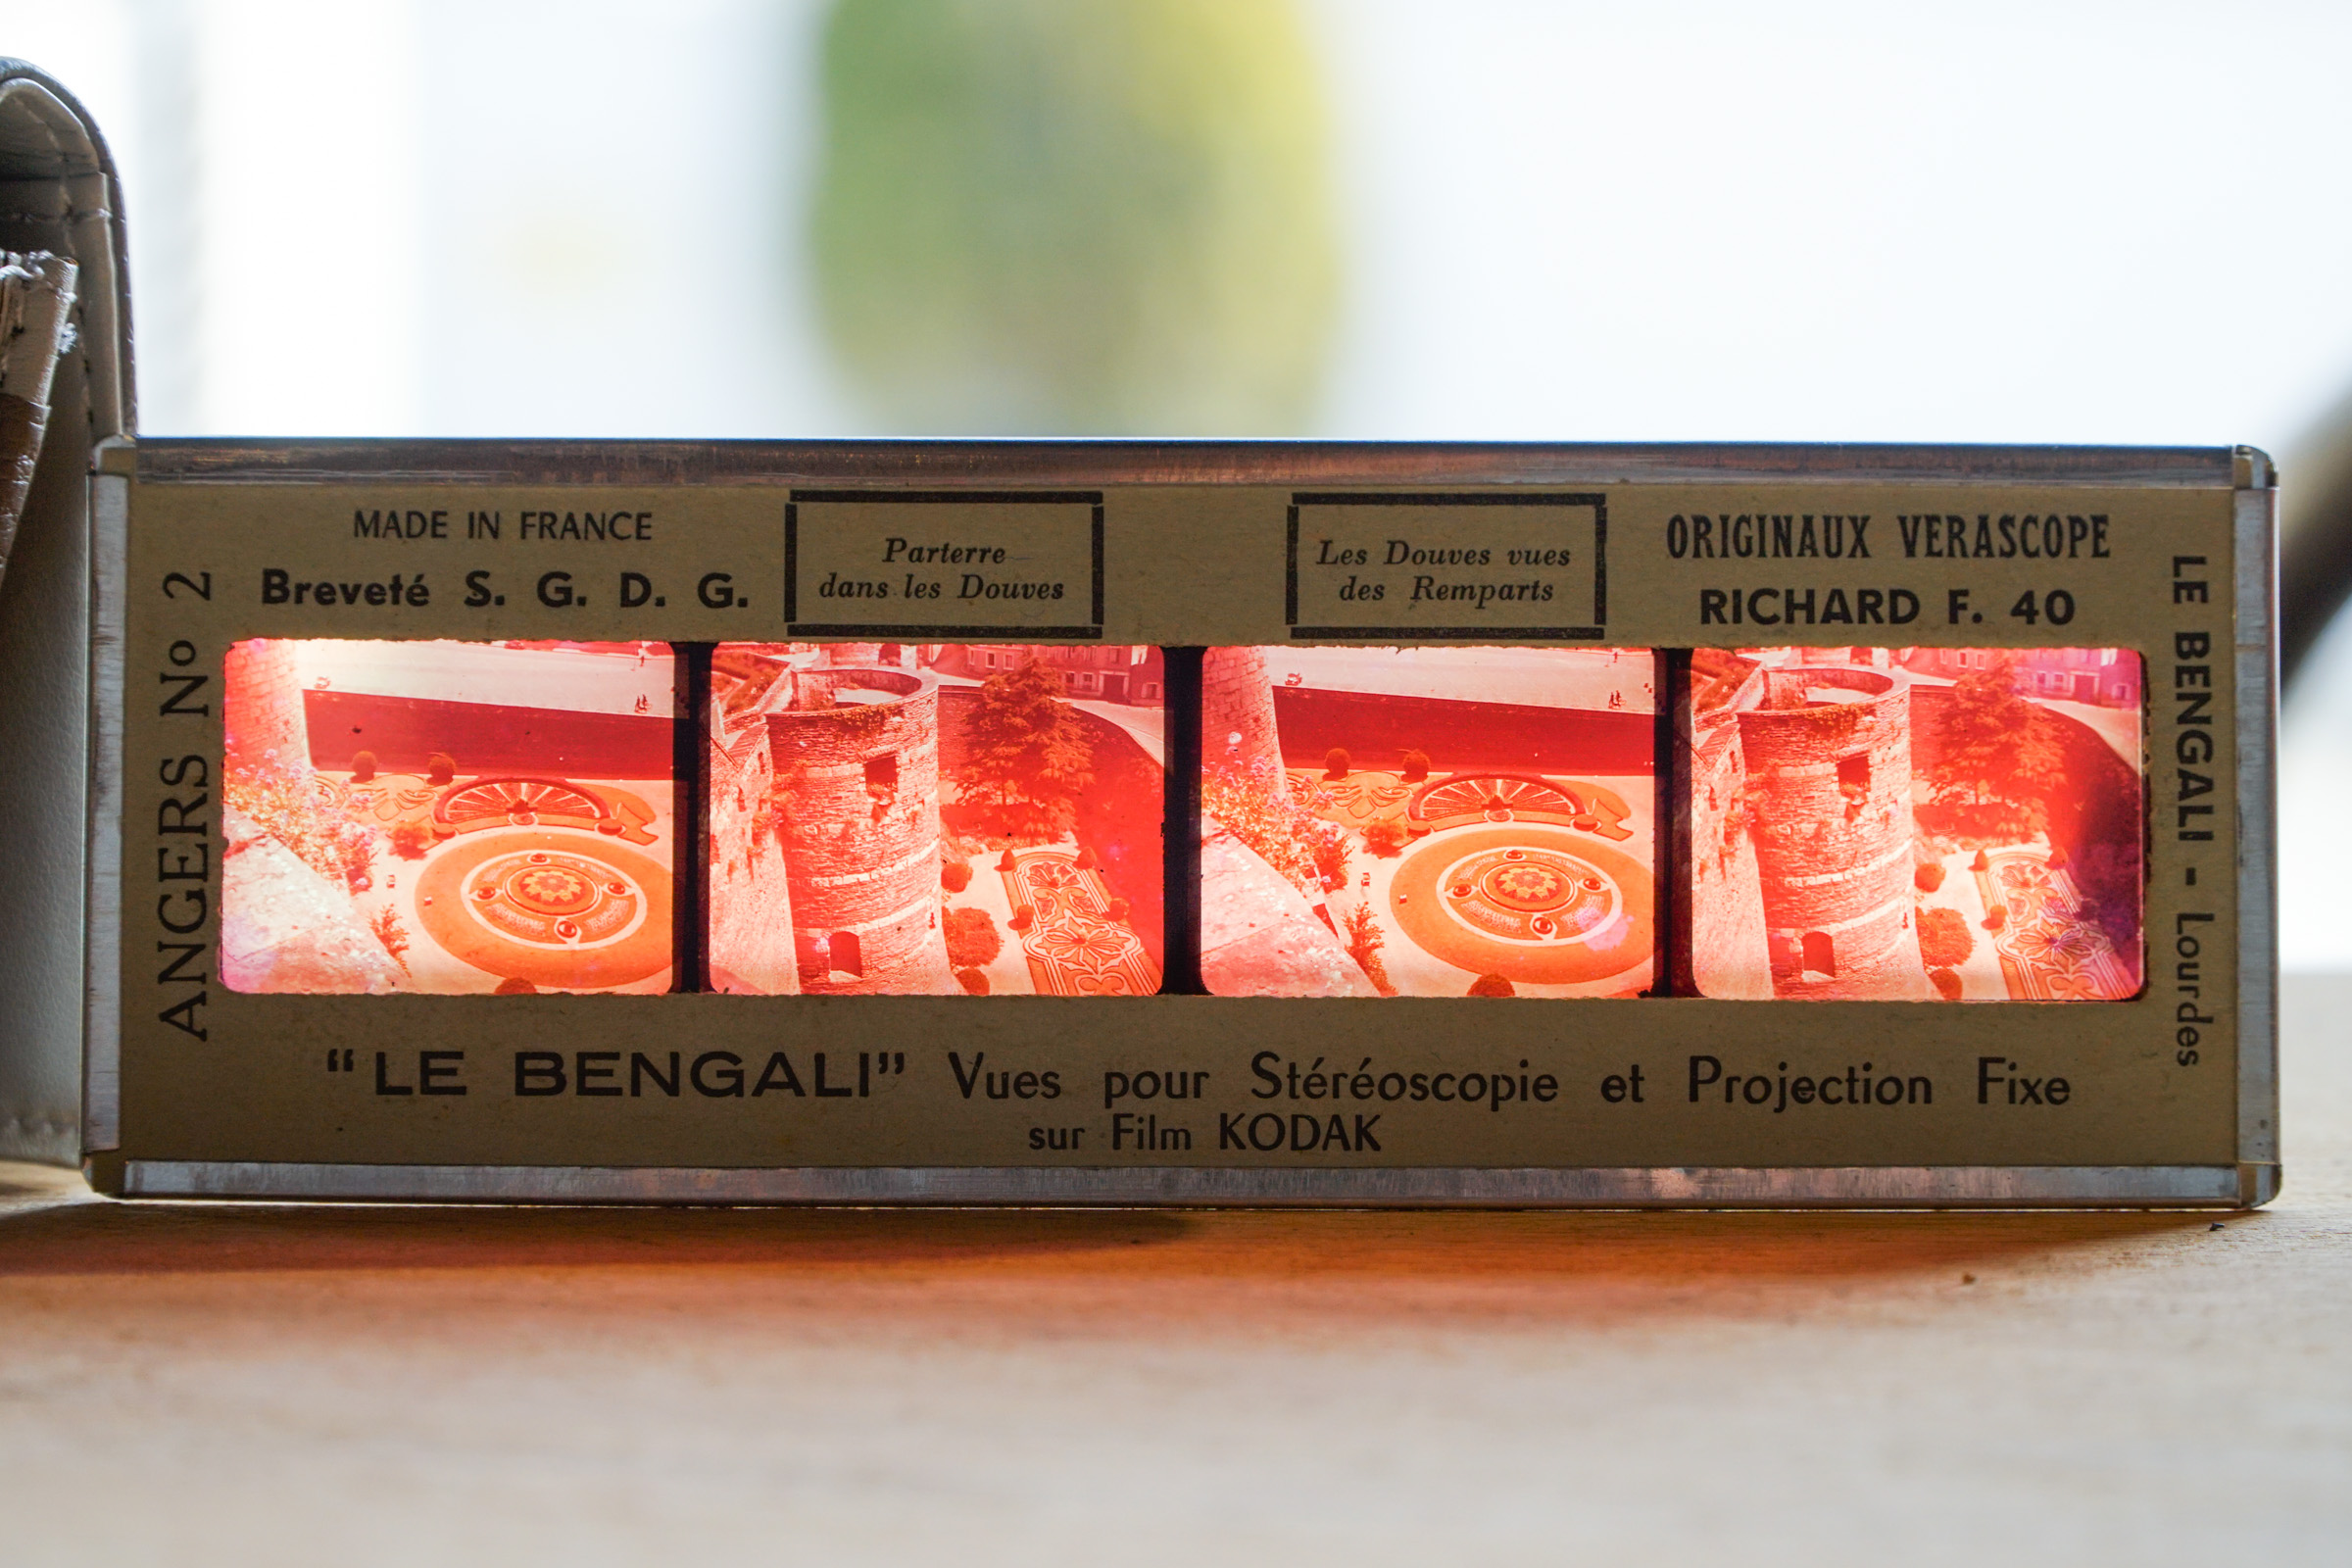 MADE IN FRANCE
Breveté S. G. D. G.
Parterre
dans les Douves
Les Douves vues
des Remparts
ORIGINAUX VERASCOPE
RICHARD F. 40
ANGERS No 2
LE BENGALI - Lourdes
“LE BENGALI” Vues pour Stéréoscopie et Projection Fixe
sur Film KODAK